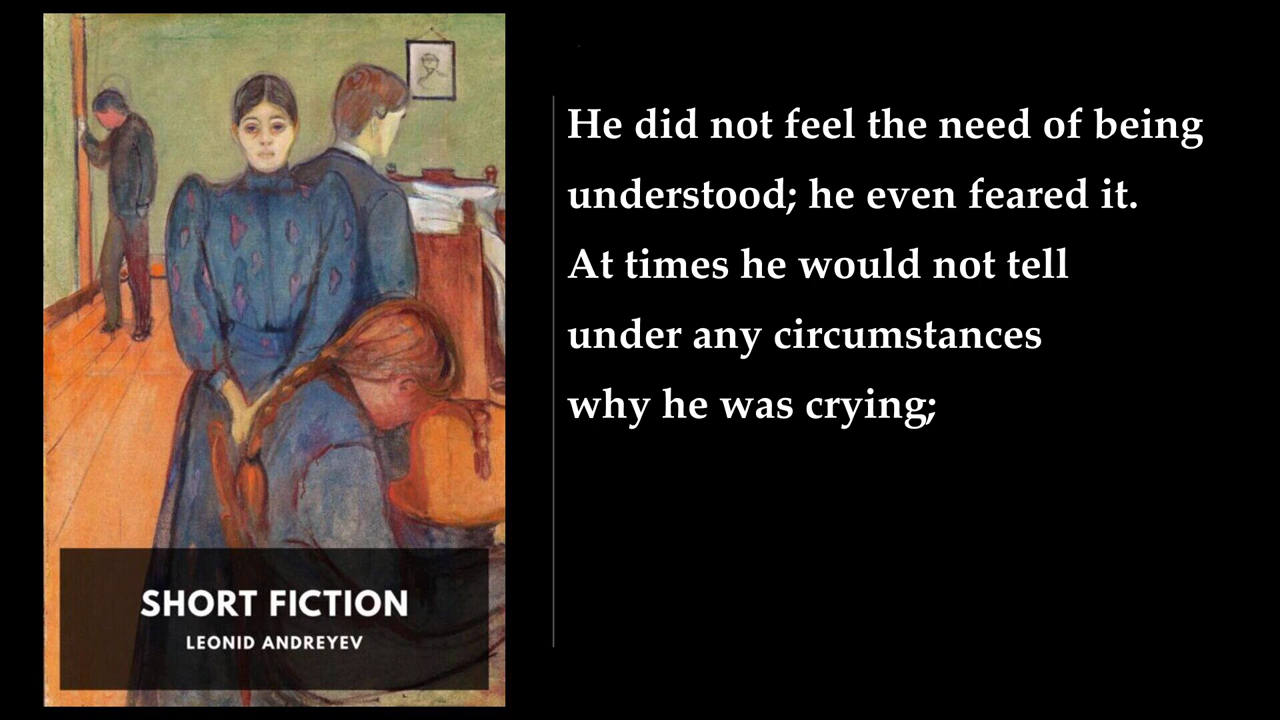 SHORT FICTION
LEONID ANDREYEV
He did not feel the need of being
understood; he even feared it.
At times he would not tell
under any circumstances
why he was crying;